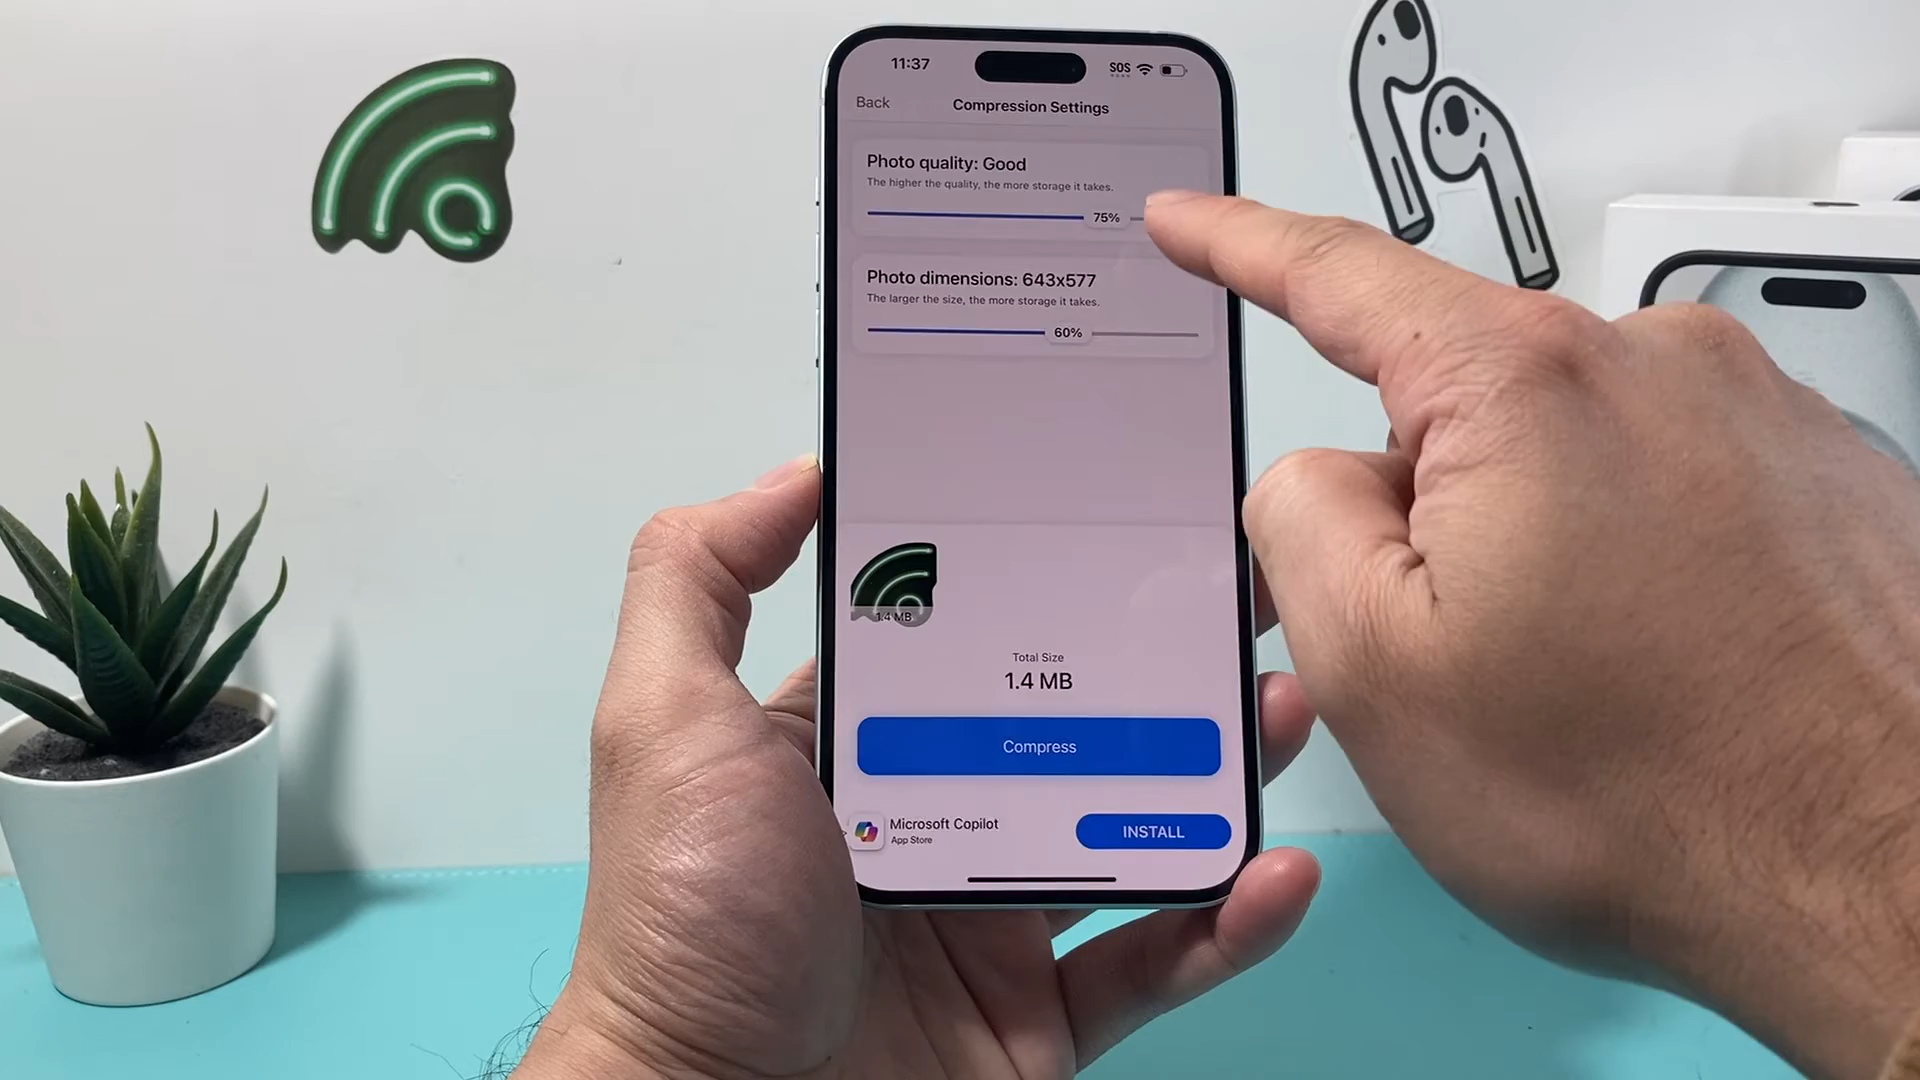 11:37
SOS
Back
Compression Settings
Photo quality: Good
The higher the quality, the more storage it takes.
75%
Photo dimensions: 643x577
The larger the size, the more storage it takes.
60%
1.4 MB
Total Size
1.4 MB
Compress
Microsoft Copilot
App Store
INSTALL